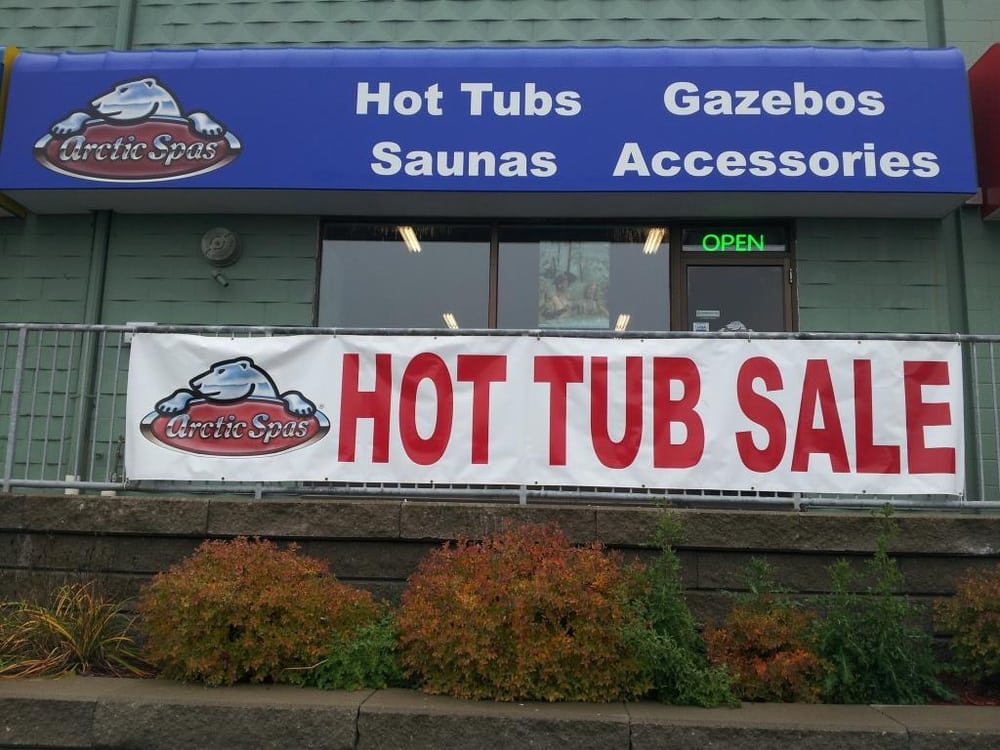 Arctic Spas
Hot Tubs Gazebos
Saunas Accessories
OPEN
Arctic Spas
HOT TUB SALE